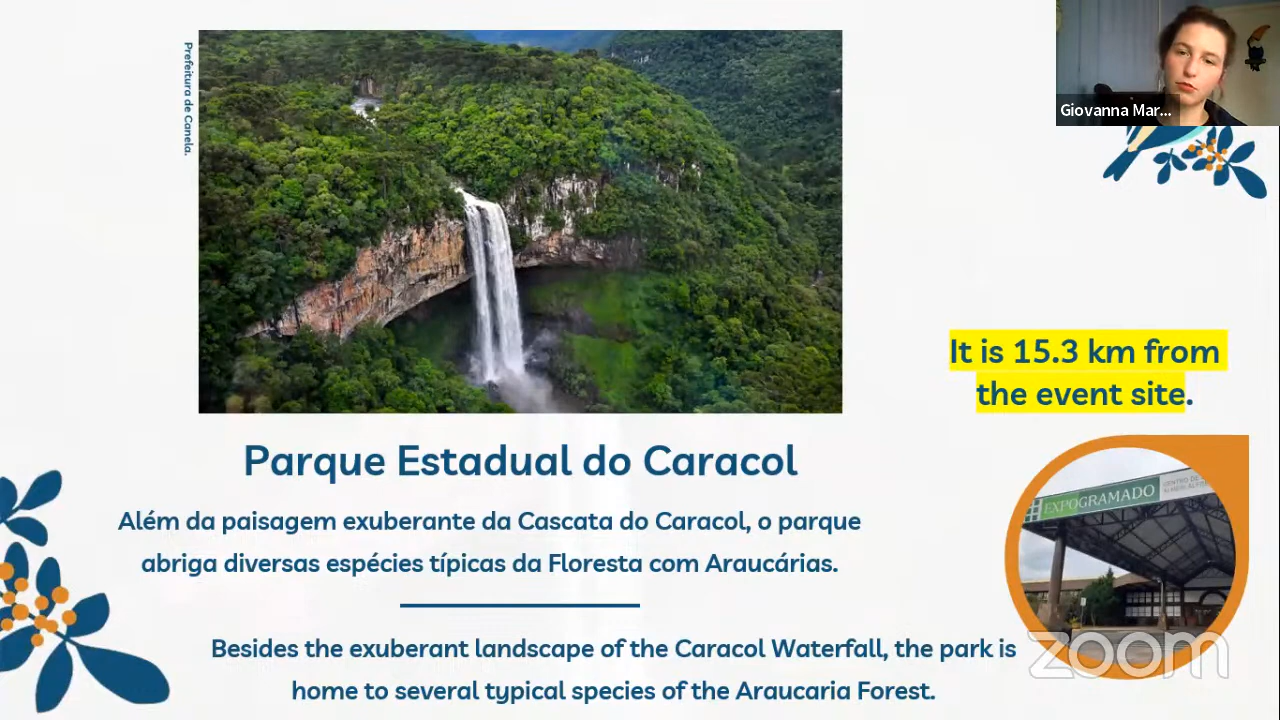 Prefeitura de Canela.
Giovanna Mar...
It is 15.3 km from
the event site.
EXPOGRAMADO
Parque Estadual do Caracol
Além da paisagem exuberante da Cascata do Caracol, o parque
abriga diversas espécies típicas da Floresta com Araucárias.
Besides the exuberant landscape of the Caracol Waterfall, the park is
home to several typical species of the Araucaria Forest.
zoom